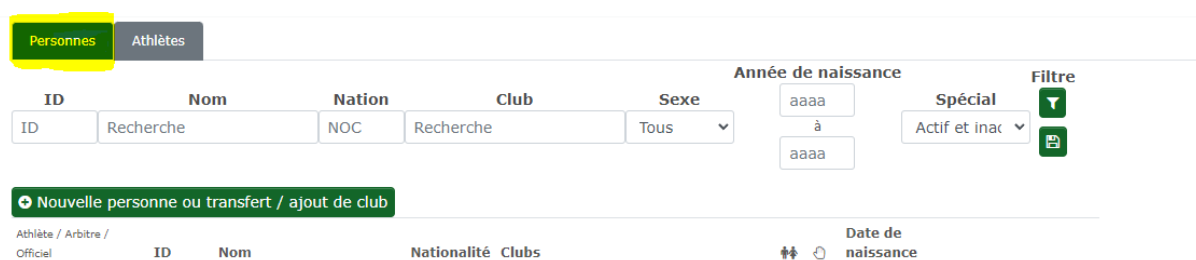 Personnes Athlètes
Année de naissance Filtre
ID Nom Nation Club Sexe aaaa Spécial
ID Recherche NOC Recherche Tous à Actif et inac
aaaa
Nouvelle personne ou transfert / ajout de club
Athlète / Arbitre / Date de
Officiel ID Nom Nationalité Clubs naissance